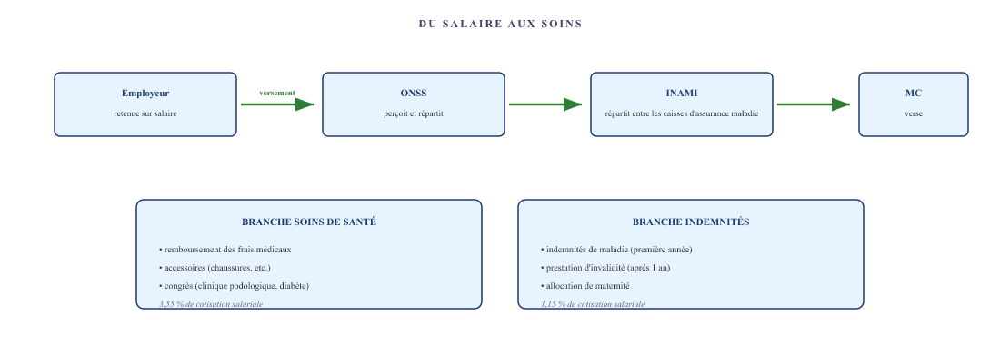 DU SALAIRE AUX SOINS
Employeur
retenue sur salaire
versement
ONSS
perçoit et répartit
INAMI
répartit entre les caisses d'assurance maladie
MC
verse
BRANCHE SOINS DE SANTÉ
• remboursement des frais médicaux
• accessoires (chaussures, etc.)
• congrès (clinique podologique, diabète)
3,55 % de cotisation salariale
BRANCHE INDEMNITÉS
• indemnités de maladie (première année)
• prestation d'invalidité (après 1 an)
• allocation de maternité
1,15 % de cotisation salariale